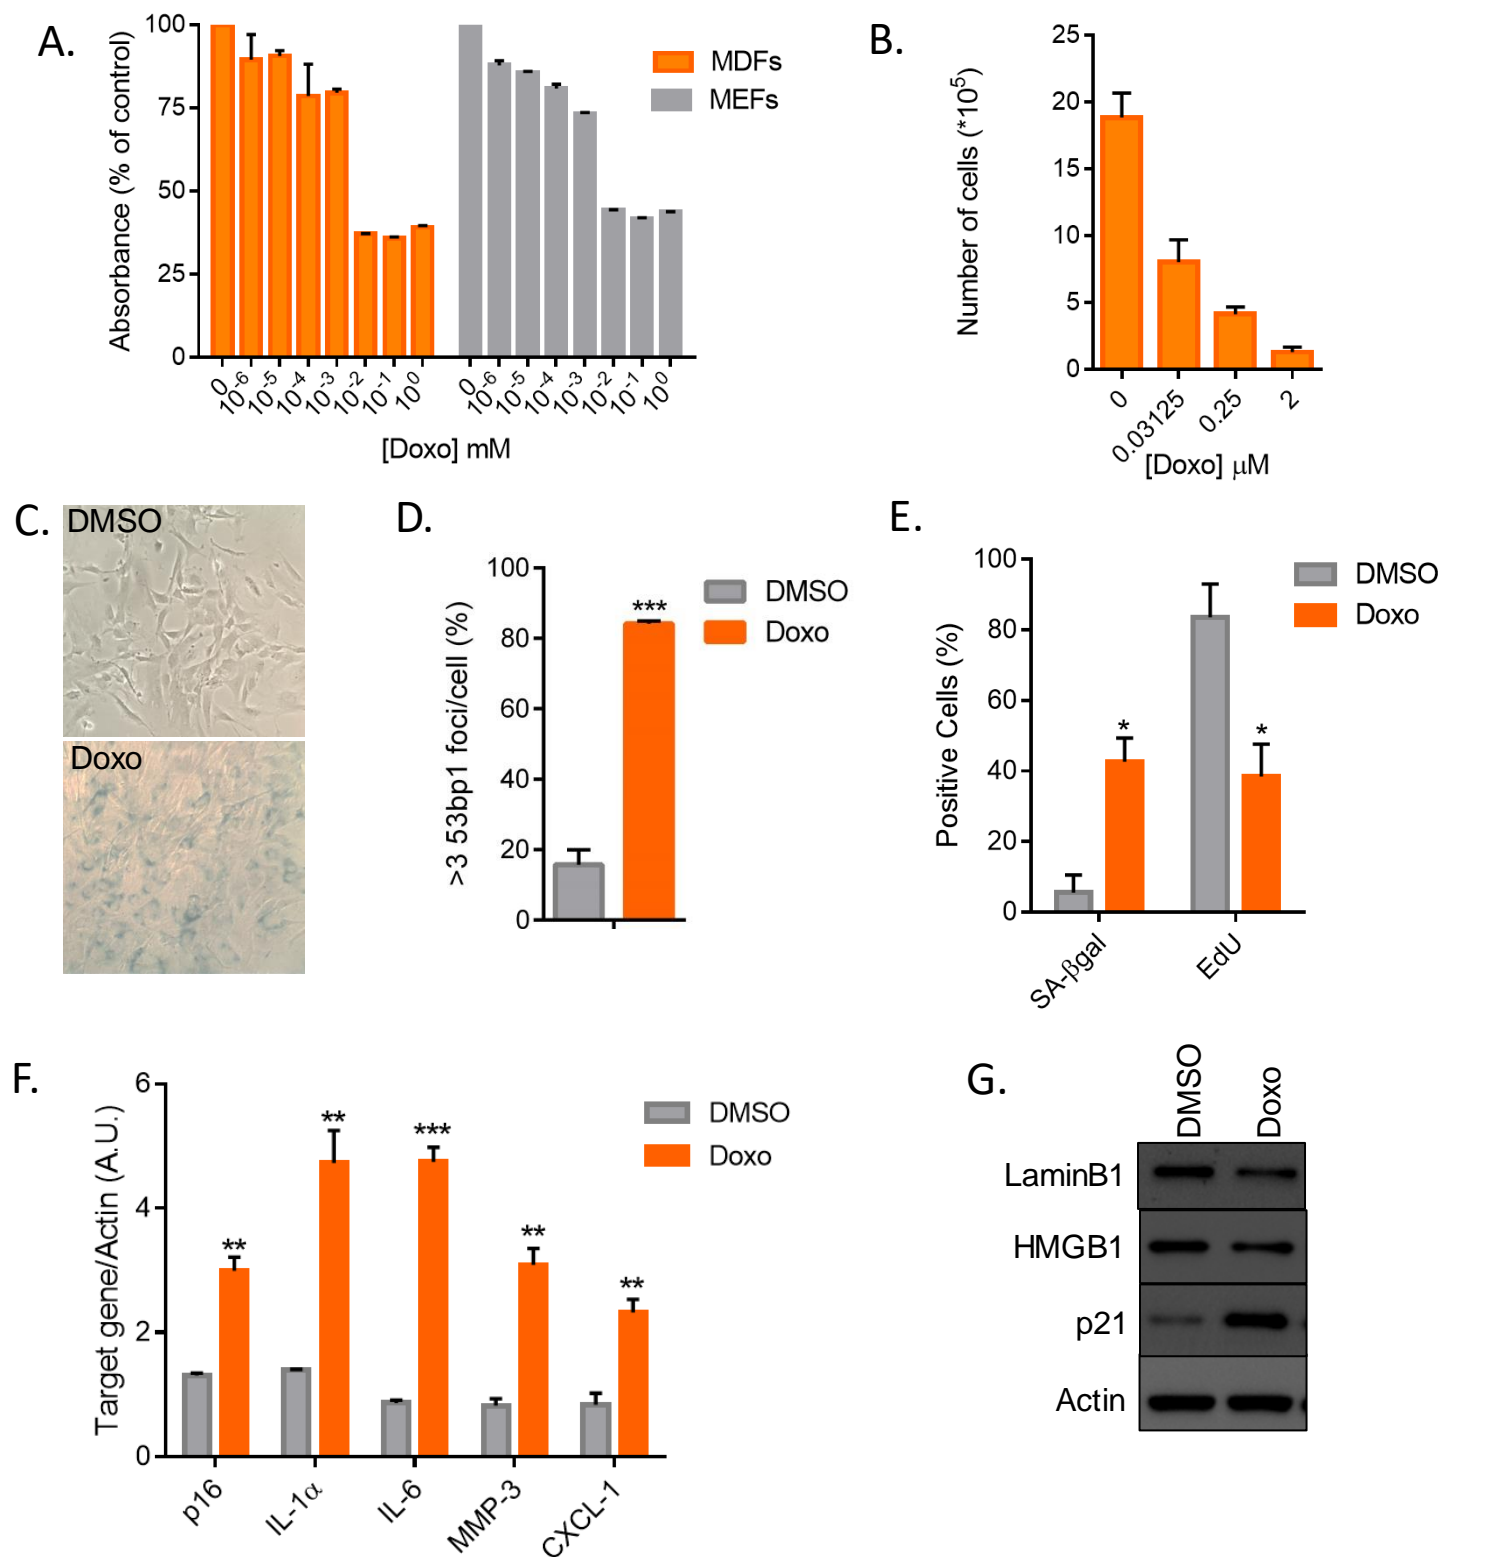 A.
Absorbance (% of control)
100
75
50
25
0
0 10-6 10-5 10-4 10-3 10-2 10-1 100
0 10-6 10-5 10-4 10-3 10-2 10-1 100
[Doxo] mM
MDFs
MEFs
B.
Number of cells (*105)
25
20
15
10
5
0
0 0.03125 0.25 2
[Doxo] μM
C.
DMSO
Doxo
D.
>3 53bp1 foci/cell (%)
100
80
60
40
20
0
***
DMSO
Doxo
E.
Positive Cells (%)
100
80
60
40
20
0
* *
SA-βgal EdU
DMSO
Doxo
F.
Target gene/Actin (A.U.)
6
4
2
0
** ** *** ** **
p16 IL-1α IL-6 MMP-3 CXCL-1
DMSO
Doxo
G.
DMSO Doxo
LaminB1
HMGB1
p21
Actin